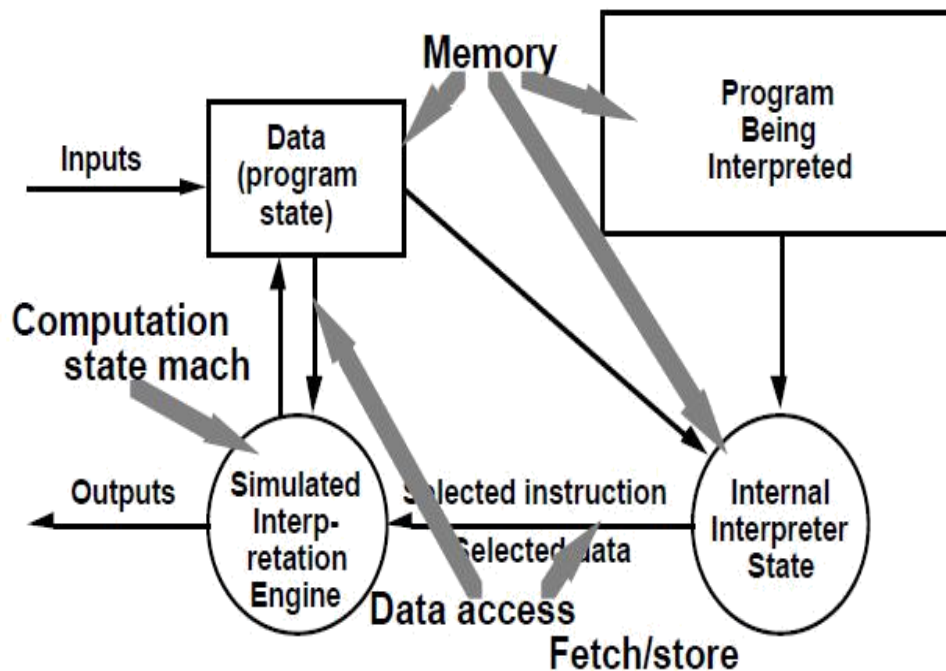 Memory
Program
Being
Interpreted
Data
(program
state)
Inputs
Computation
state mach
Outputs
Simulated
Interp-
retation
Engine
Selected instruction
Selected data
Internal
Interpreter
State
Data access
Fetch/store